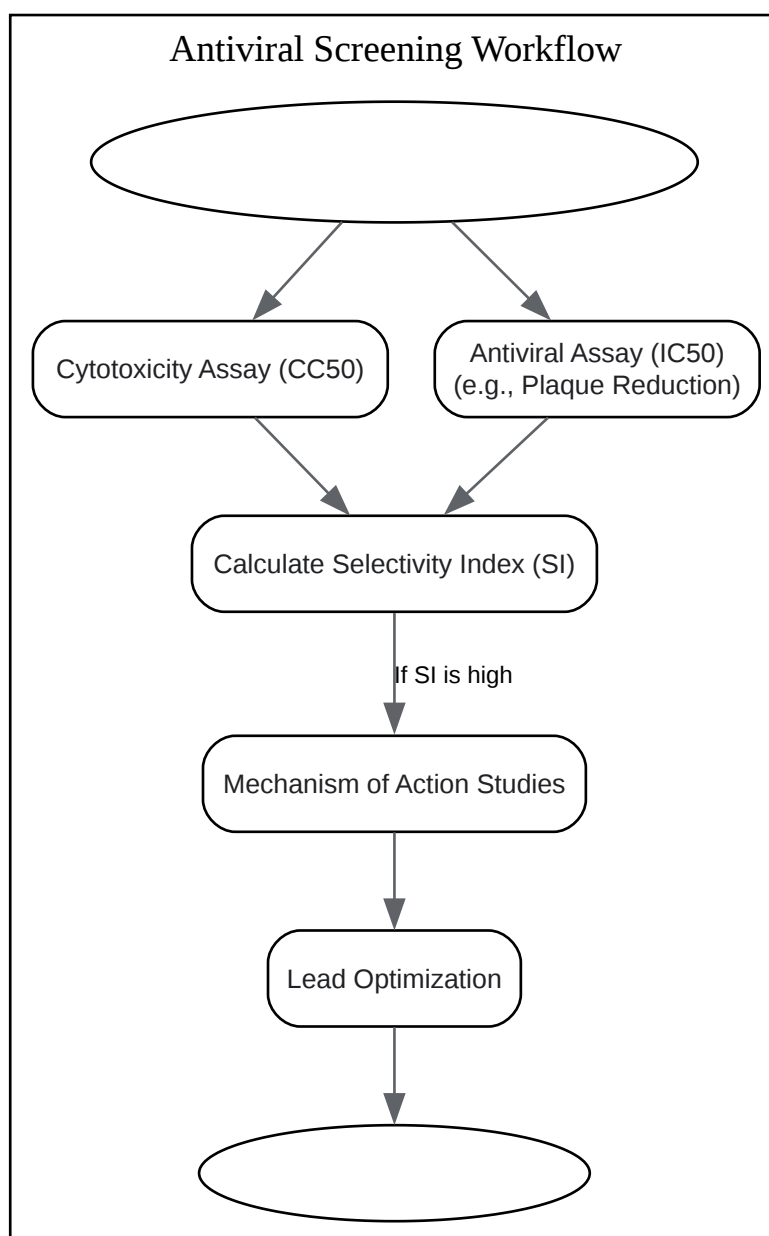 Antiviral Screening Workflow
Cytotoxicity Assay (CC50)
Antiviral Assay (IC50)
(e.g., Plaque Reduction)
Calculate Selectivity Index (SI)
If SI is high
Mechanism of Action Studies
Lead Optimization